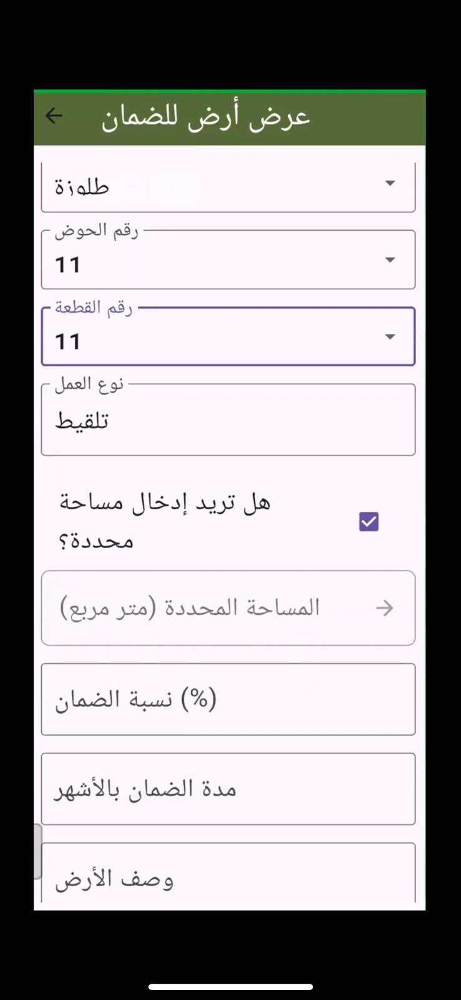 عرض أرض للضمان
طلوزة
رقم الحوض
11
رقم القطعة
11
نوع العمل
تلقيط
هل تريد إدخال مساحة
محددة؟
المساحة المحددة (متر مربع)
(%) نسبة الضمان
مدة الضمان بالأشهر
وصف الأرض